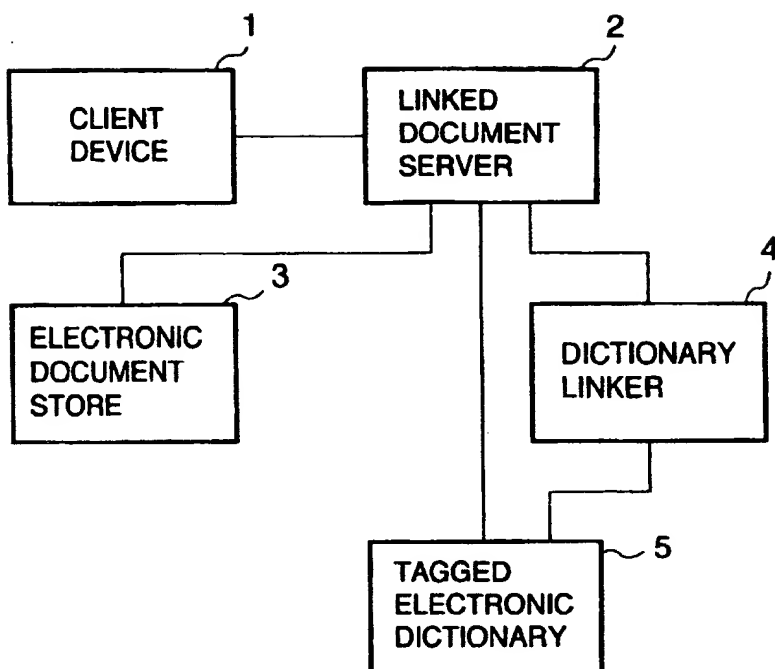 1
CLIENT
DEVICE
2
LINKED
DOCUMENT
SERVER
3
ELECTRONIC
DOCUMENT
STORE
4
DICTIONARY
LINKER
5
TAGGED
ELECTRONIC
DICTIONARY